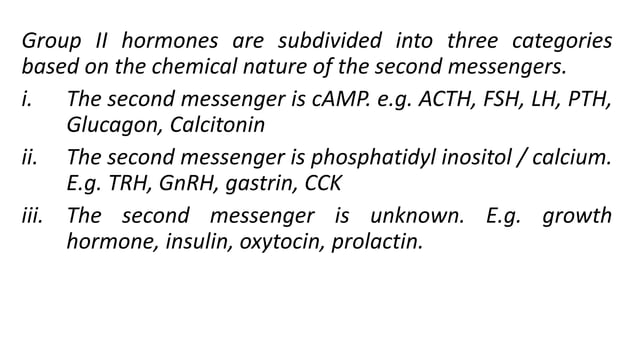 Group II hormones are subdivided into three categories
based on the chemical nature of the second messengers.
i. The second messenger is cAMP. e.g. ACTH, FSH, LH, PTH,
Glucagon, Calcitonin
ii. The second messenger is phosphatidyl inositol / calcium.
E.g. TRH, GnRH, gastrin, CCK
iii. The second messenger is unknown. E.g. growth
hormone, insulin, oxytocin, prolactin.